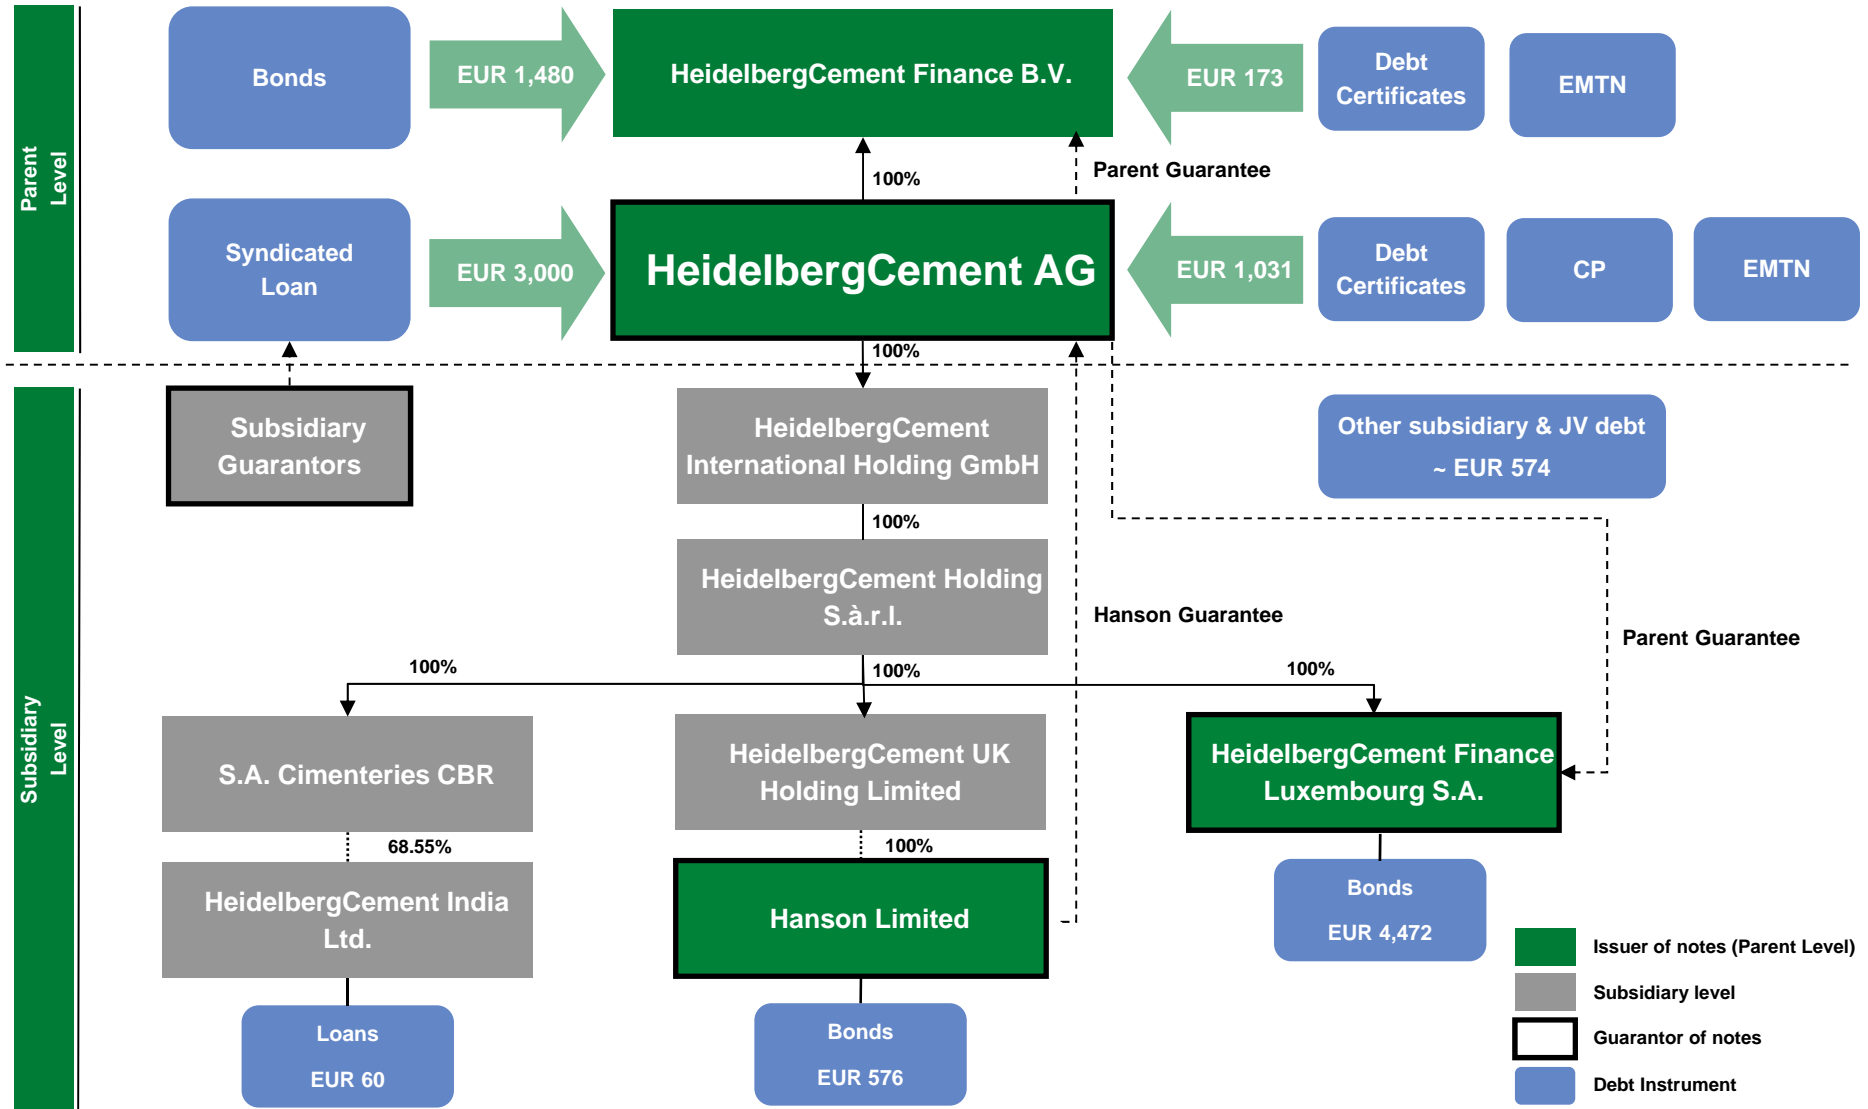 Parent
Level
Bonds
EUR 1,480
HeidelbergCement Finance B.V.
EUR 173
Debt
Certificates
EMTN
100%
Parent Guarantee
Syndicated
Loan
EUR 3,000
HeidelbergCement AG
EUR 1,031
Debt
Certificates
CP
EMTN
100%
Subsidiary
Level
Subsidiary
Guarantors
HeidelbergCement
International Holding GmbH
Other subsidiary & JV debt
~ EUR 574
100%
HeidelbergCement Holding
S.à.r.l.
Hanson Guarantee
Parent Guarantee
100%
100%
100%
S.A. Cimenteries CBR
HeidelbergCement UK
Holding Limited
HeidelbergCement Finance
Luxembourg S.A.
68.55%
100%
HeidelbergCement India
Ltd.
Hanson Limited
Bonds
EUR 4,472
Loans
EUR 60
Bonds
EUR 576
Issuer of notes (Parent Level)
Subsidiary level
Guarantor of notes
Debt Instrument